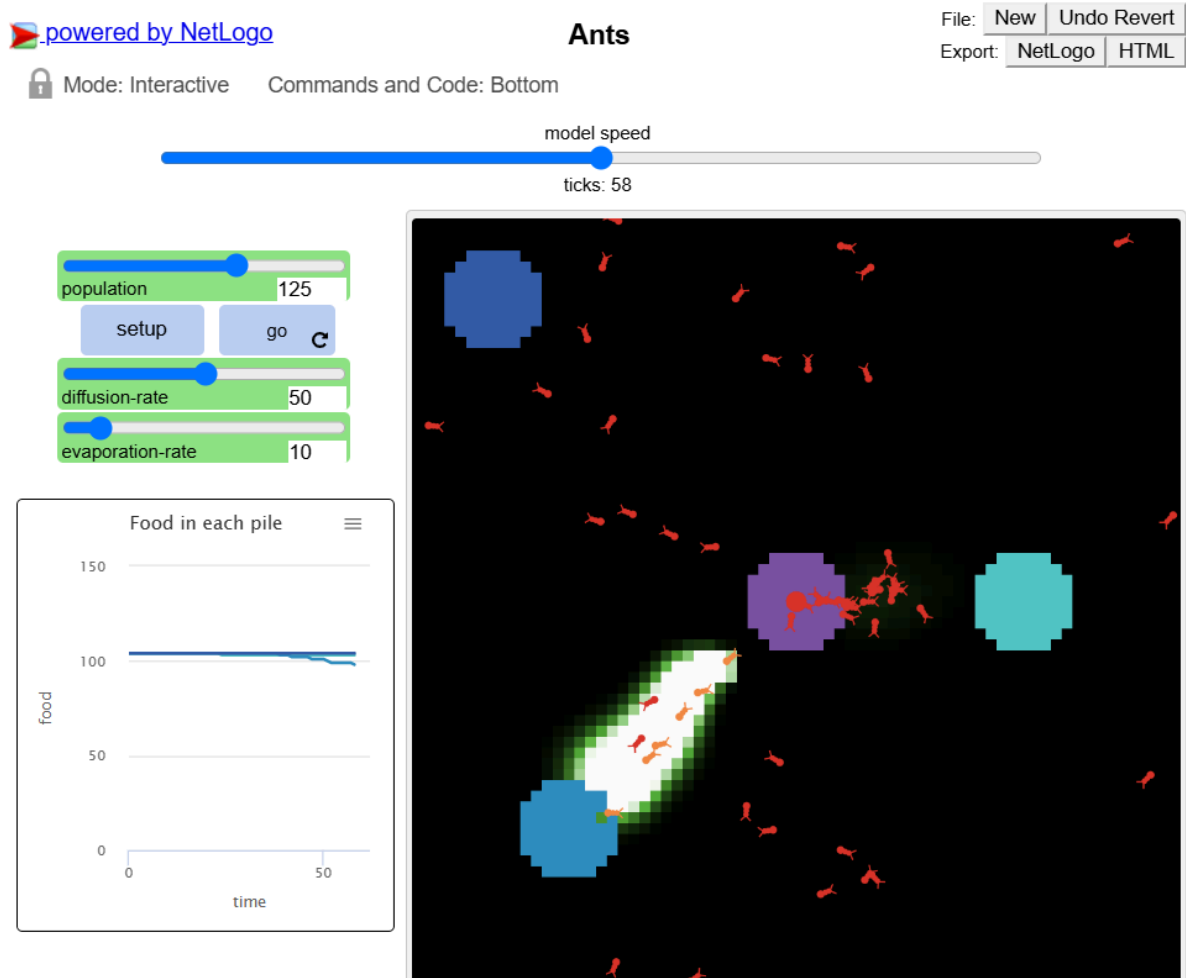 powered by NetLogo
Ants
File: New Undo Revert
Export: NetLogo HTML
Mode: Interactive Commands and Code: Bottom
model speed
ticks: 58
population 125
setup go
diffusion-rate 50
evaporation-rate 10
Food in each pile
150
100
50
0
food
0 50
time